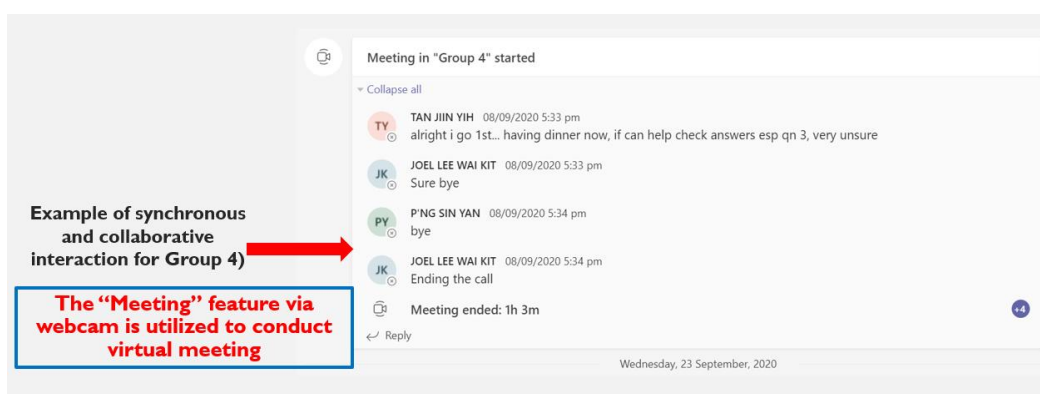 Meeting in "Group 4" started
Collapse all
TY
TAN JIIN YIH 08/09/2020 5:33 pm
alright i go 1st... having dinner now, if can help check answers esp qn 3, very unsure
JK
JOEL LEE WAI KIT 08/09/2020 5:33 pm
Sure bye
PY
P'NG SIN YAN 08/09/2020 5:34 pm
bye
JK
JOEL LEE WAI KIT 08/09/2020 5:34 pm
Ending the call
Meeting ended: 1h 3m
+4
Reply
Wednesday, 23 September, 2020
Example of synchronous
and collaborative
interaction for Group 4)
The “Meeting” feature via
webcam is utilized to conduct
virtual meeting